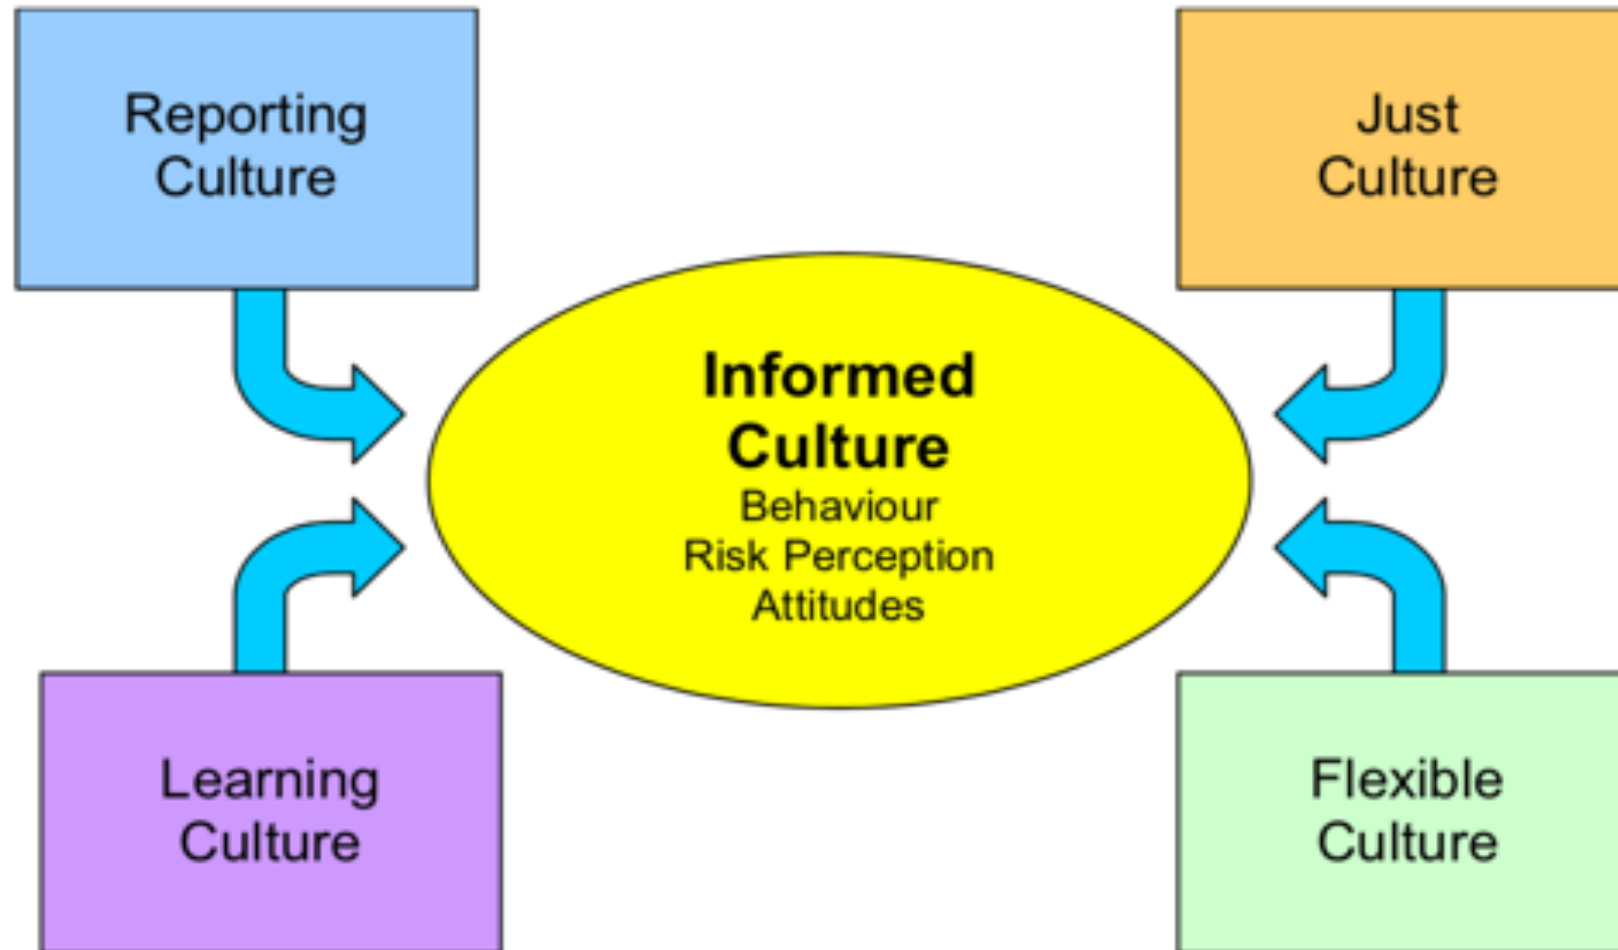 Reporting
Culture
Just
Culture
Informed
Culture
Behaviour
Risk Perception
Attitudes
Learning
Culture
Flexible
Culture